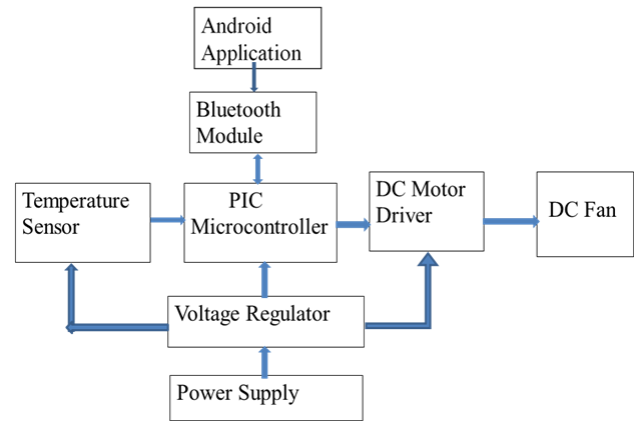 Android
Application
Bluetooth
Module
Temperature
Sensor
PIC
Microcontroller
DC Motor
Driver
DC Fan
Voltage Regulator
Power Supply